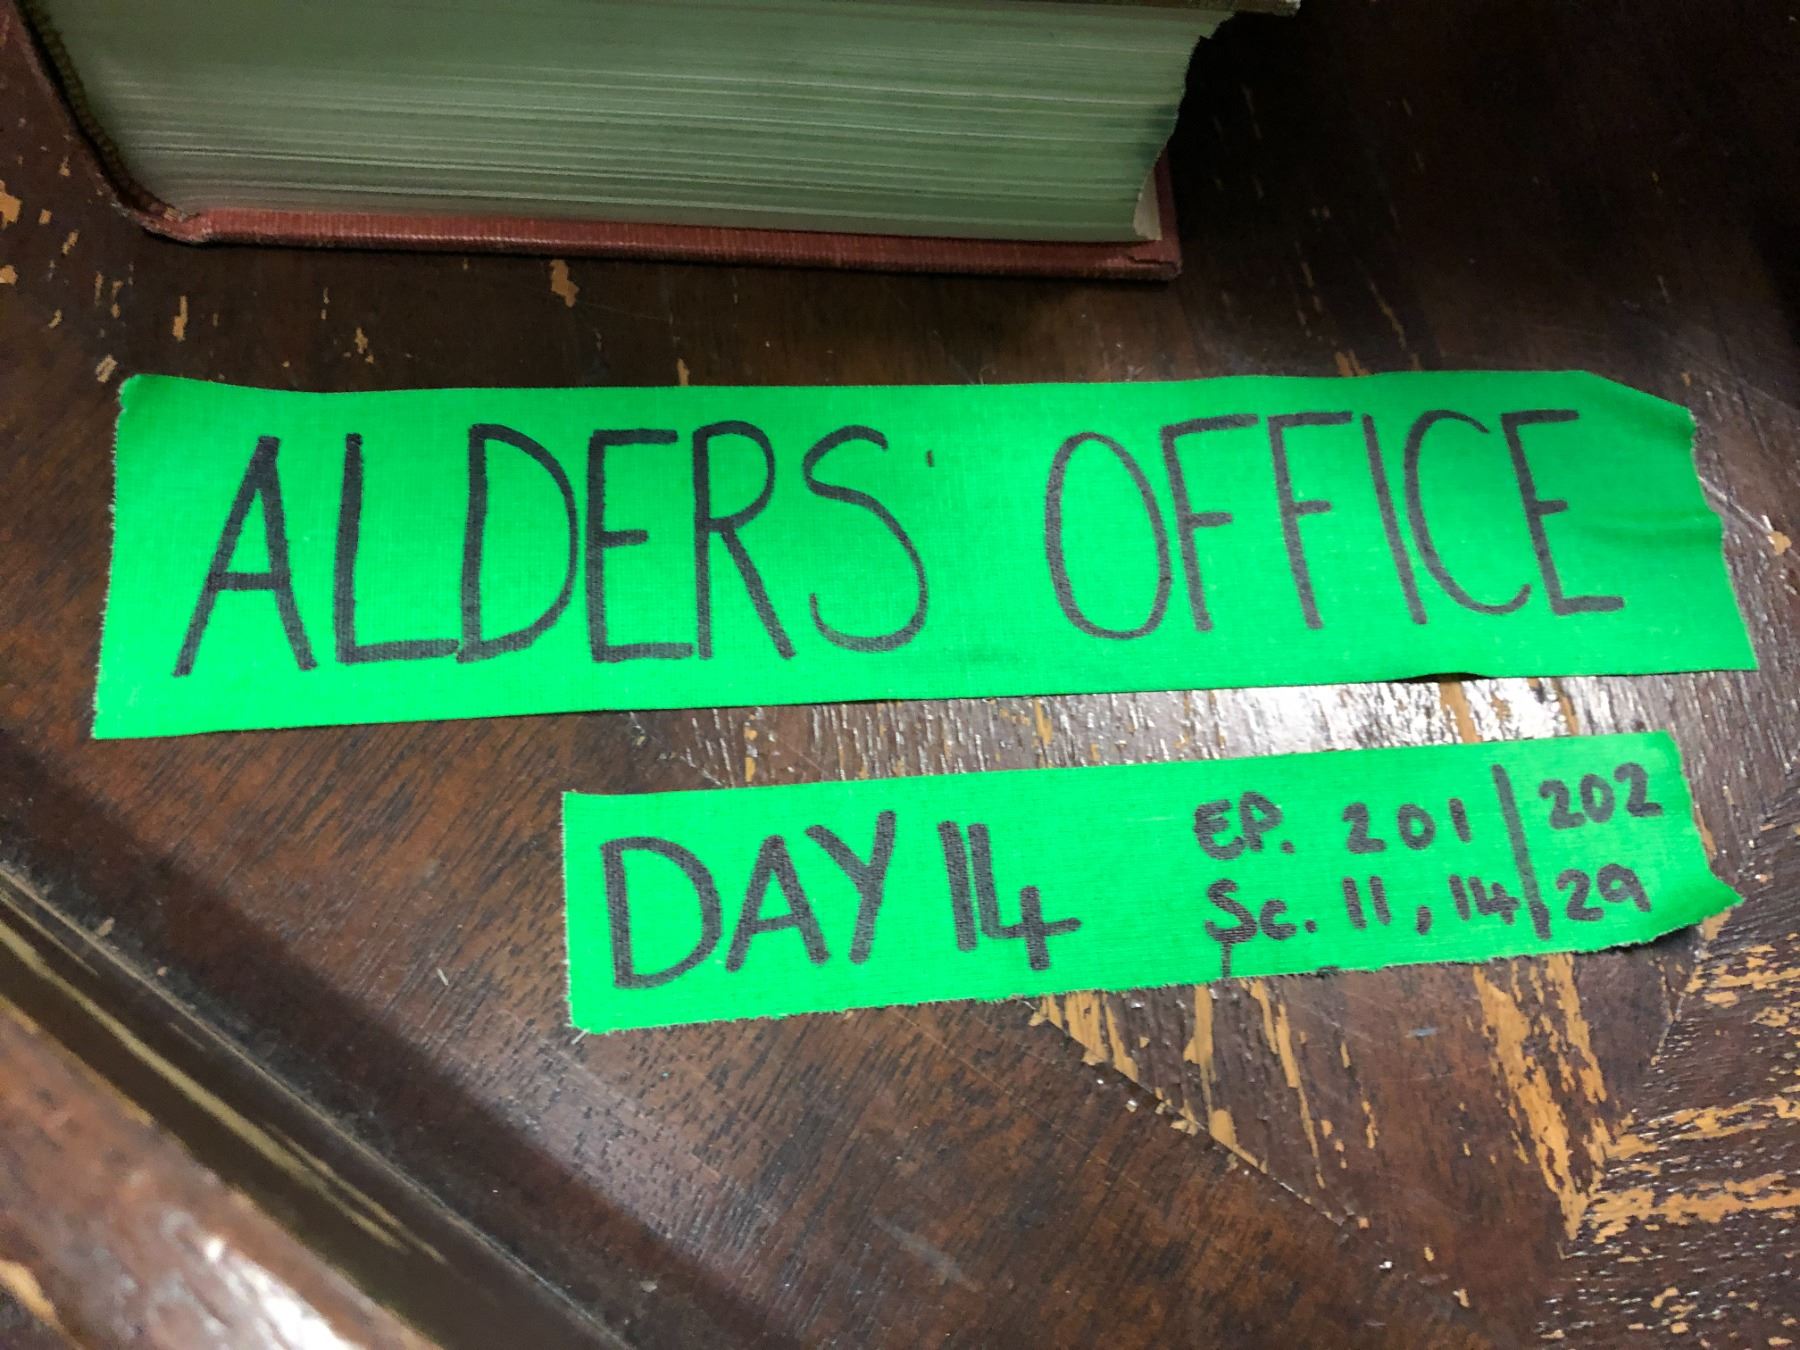 ALDERS' OFFICE
DAY 14
EP. 201 / 202
Sc. 11, 14 / 29